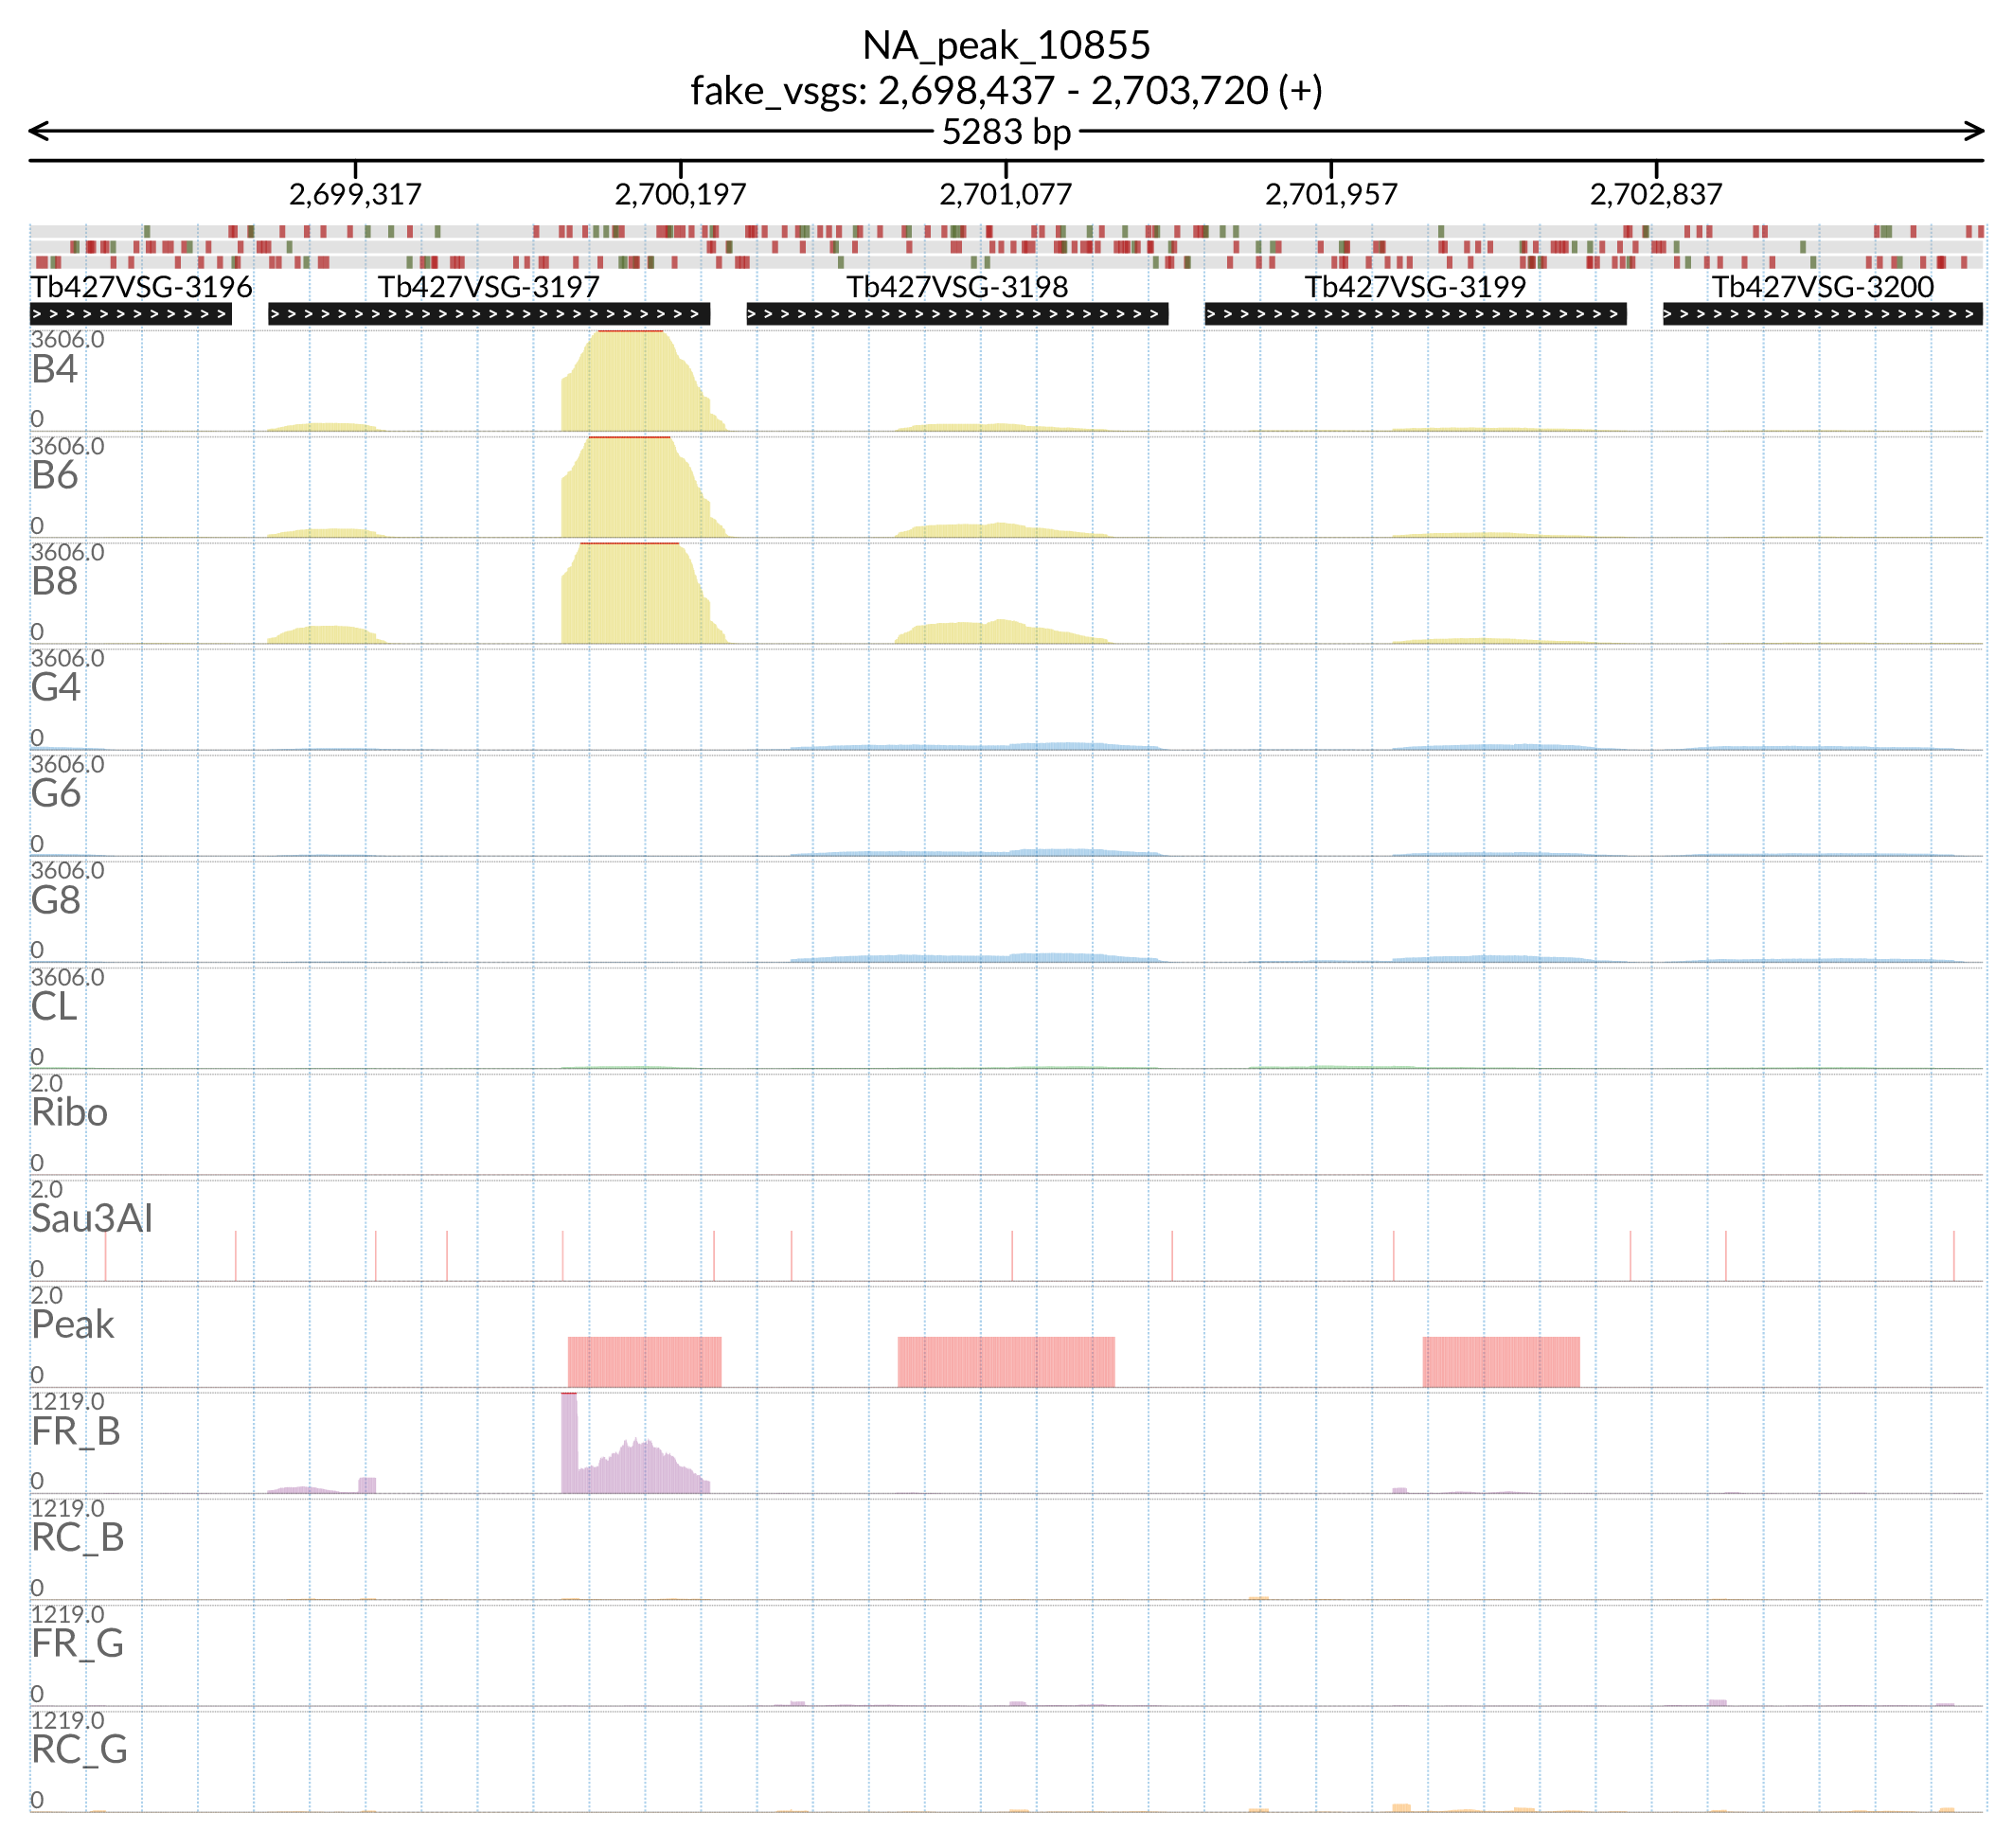 NA_peak_10855
fake_vsgs: 2,698,437 - 2,703,720 (+)
5283 bp
2,699,317 2,700,197 2,701,077 2,701,957 2,702,837
Tb427VSG-3196 Tb427VSG-3197 Tb427VSG-3198 Tb427VSG-3199 Tb427VSG-3200
3606.0
B4
0
3606.0
B6
0
3606.0
B8
0
3606.0
G4
0
3606.0
G6
0
3606.0
G8
0
3606.0
CL
0
2.0
Ribo
0
2.0
Sau3AI
0
2.0
Peak
0
1219.0
FR_B
0
1219.0
RC_B
0
1219.0
FR_G
0
1219.0
RC_G
0